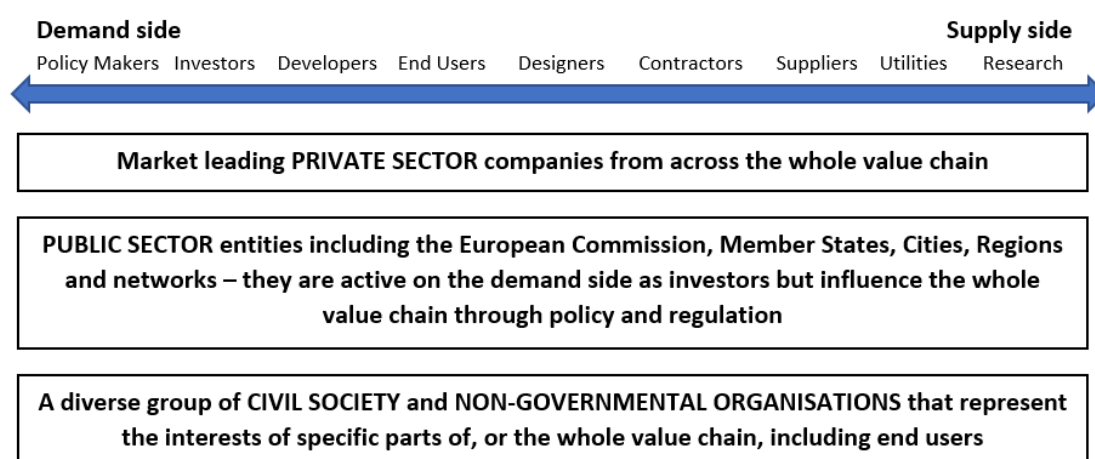 Demand side Supply side
Policy Makers Investors Developers End Users Designers Contractors Suppliers Utilities Research
Market leading PRIVATE SECTOR companies from across the whole value chain
PUBLIC SECTOR entities including the European Commission, Member States, Cities, Regions
and networks – they are active on the demand side as investors but influence the whole
value chain through policy and regulation
A diverse group of CIVIL SOCIETY and NON-GOVERNMENTAL ORGANISATIONS that represent
the interests of specific parts of, or the whole value chain, including end users